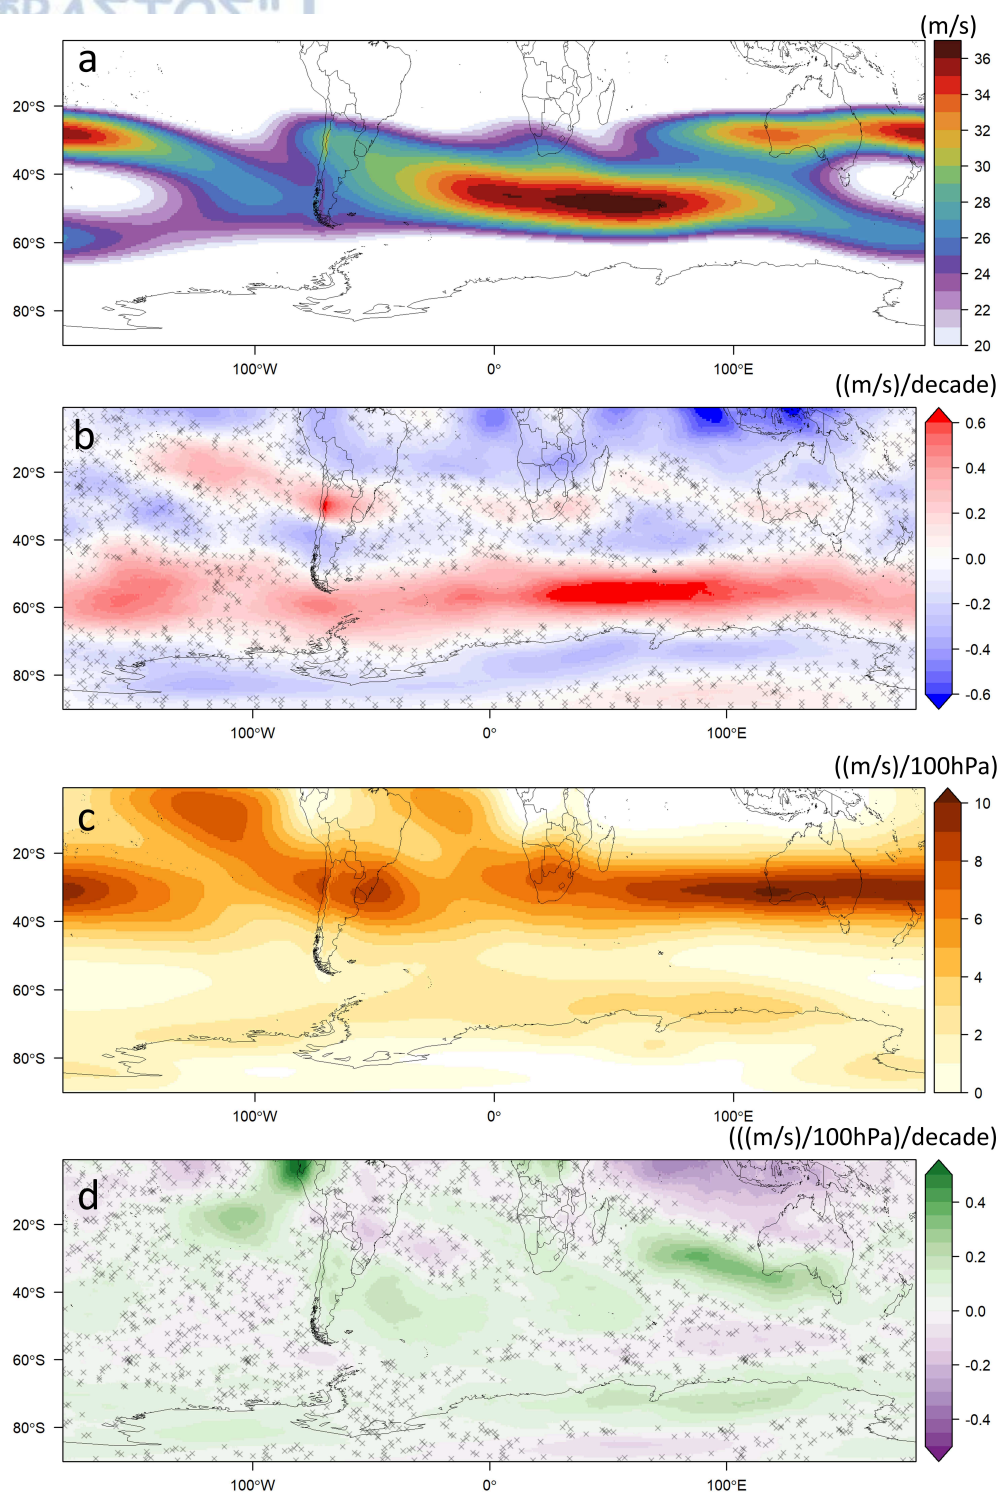 (m/s)
a
20°S
40°S
60°S
80°S
100°W
0°
100°E
36
34
32
30
28
26
24
22
20
((m/s)/decade)
b
20°S
40°S
60°S
80°S
100°W
0°
100°E
0.6
0.4
0.2
0.0
-0.2
-0.4
-0.6
((m/s)/100hPa)
c
20°S
40°S
60°S
80°S
100°W
0°
100°E
10
8
6
4
2
0
(((m/s)/100hPa)/decade)
d
20°S
40°S
60°S
80°S
100°W
0°
100°E
0.4
0.2
0.0
-0.2
-0.4